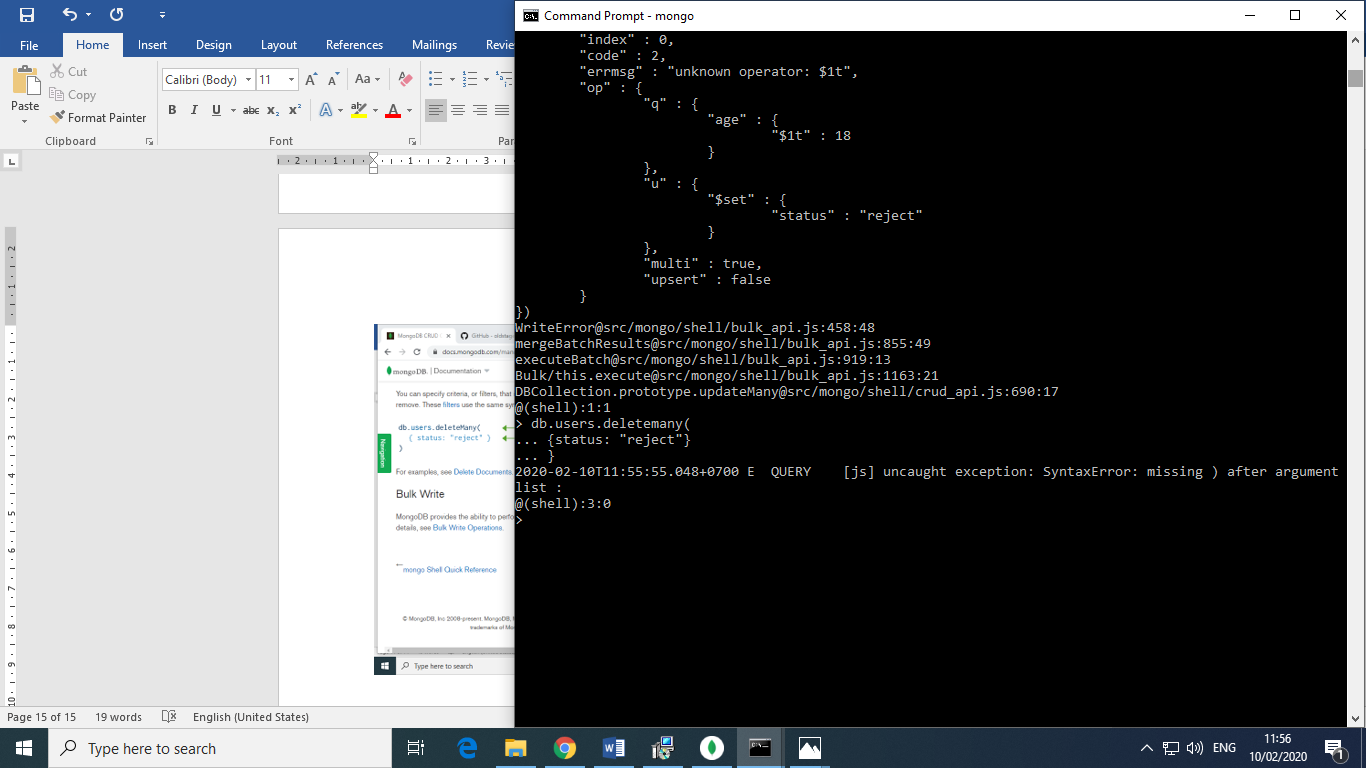 Command Prompt - mongo
File Home Insert Design Layout References Mailings Revie
Calibri (Body) 11
Paste
Cut
Copy
Format Painter
Clipboard Font Par
"index" : 0,
"code" : 2,
"errmsg" : "unknown operator: $1t",
"op" : {
"q" : {
"age" : {
"$1t" : 18
}
},
"u" : {
"$set" : {
"status" : "reject"
}
},
"multi" : true,
"upsert" : false
}
})
WriteError@src/mongo/shell/bulk_api.js:458:48
mergeBatchResults@src/mongo/shell/bulk_api.js:855:49
executeBatch@src/mongo/shell/bulk_api.js:919:13
Bulk/this.execute@src/mongo/shell/bulk_api.js:1163:21
DBCollection.prototype.updateMany@src/mongo/shell/crud_api.js:690:17
@(shell):1:1
> db.users.deletemany(
... {status: "reject"}
... }
2020-02-10T11:55:55.048+0700 E  QUERY    [js] uncaught exception: SyntaxError: missing ) after argument
list :
@(shell):3:0
>
MongoDB CRUD
GitHub -
docs.mongodb.com/man
mongoDB. | Documentation
You can specify criteria, or filters, that
remove. These filters use the same sy
db.users.deleteMany(
{ status: "reject" }
)
Navigation
For examples, see Delete Documents.
Bulk Write
MongoDB provides the ability to perfo
details, see Bulk Write Operations.
← mongo Shell Quick Reference
© MongoDB, Inc 2008-present. MongoDB,
trademarks of Mon
Type here to search
Page 15 of 15 19 words English (United States)
Type here to search
ENG
11:56
10/02/2020
1